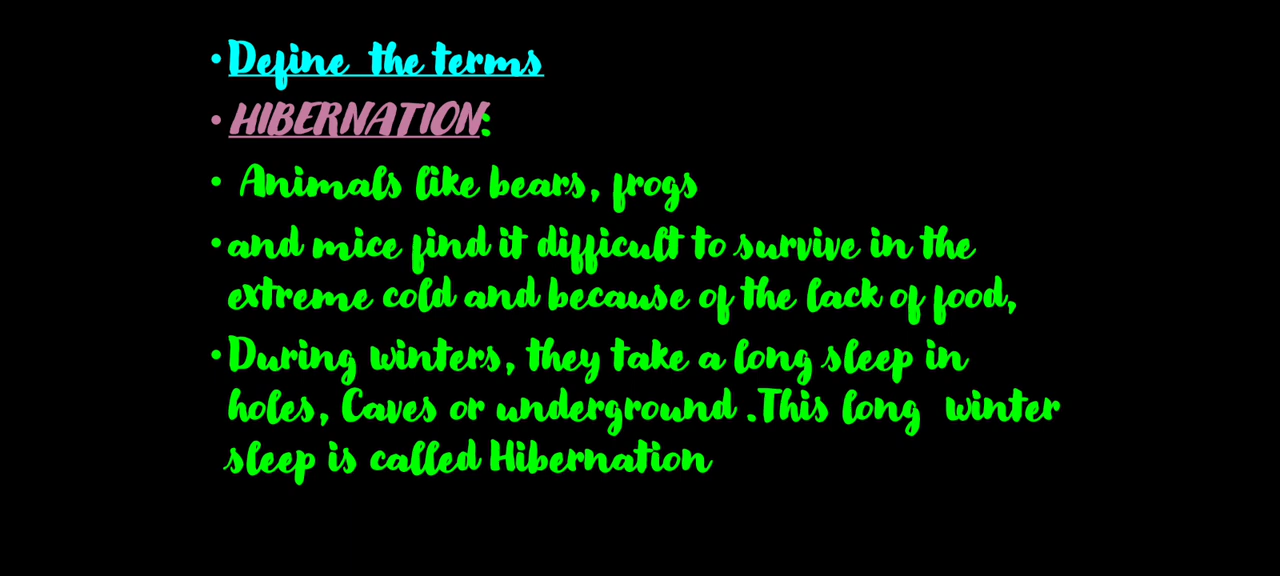 • Define the terms
• HIBERNATION:
• Animals like bears, frogs
• and mice find it difficult to survive in the
extreme cold and because of the lack of food,
• During winters, they take a long sleep in
holes, Caves or underground .This long winter
sleep is called Hibernation